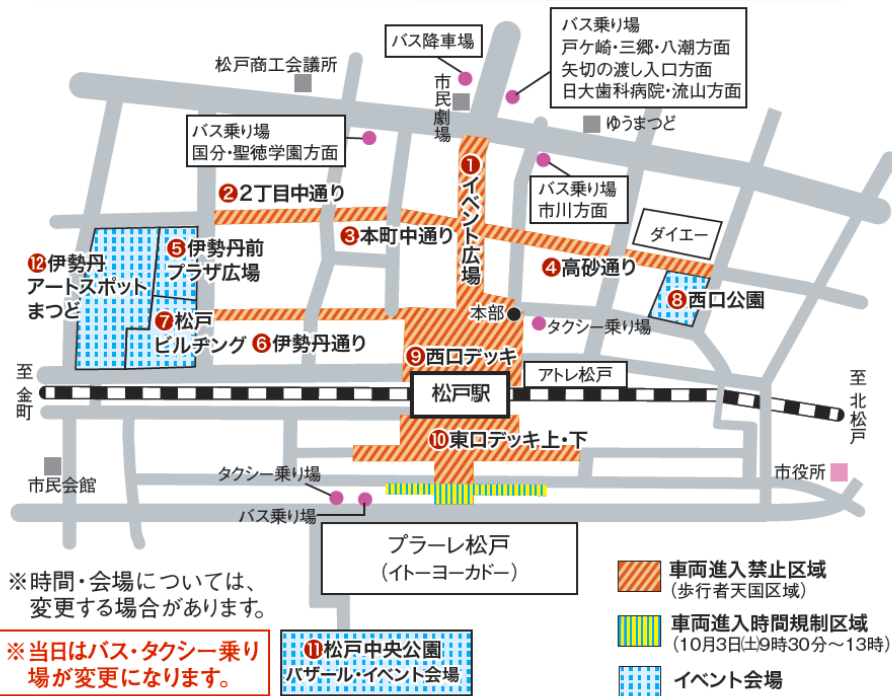 バス降車場
バス乗り場
戸ケ崎・三郷・八潮方面
矢切の渡し入口方面
日大歯科病院・流山方面
松戸商工会議所
市民劇場
ゆうまつど
バス乗り場
国分・聖徳学園方面
バス乗り場
市川方面
❶イベント広場
❷2丁目中通り
❸本町中通り
❹高砂通り
ダイエー
❺伊勢丹前
プラザ広場
⓬伊勢丹
アートスポット
まつど
❼松戸
ビルヂング
❻伊勢丹通り
❽西口公園
本部
タクシー乗り場
❾西口デッキ
アトレ松戸
松戸駅
至金町
至北松戸
❿東口デッキ上・下
市民会館
タクシー乗り場
バス乗り場
市役所
プラーレ松戸
(イトーヨーカドー)
※時間・会場については、
変更する場合があります。
※当日はバス・タクシー乗り
場が変更になります。
⓫松戸中央公園
バザール・イベント会場
車両進入禁止区域
(歩行者天国区域)
車両進入時間規制区域
(10月3日㈯9時30分〜13時)
イベント会場